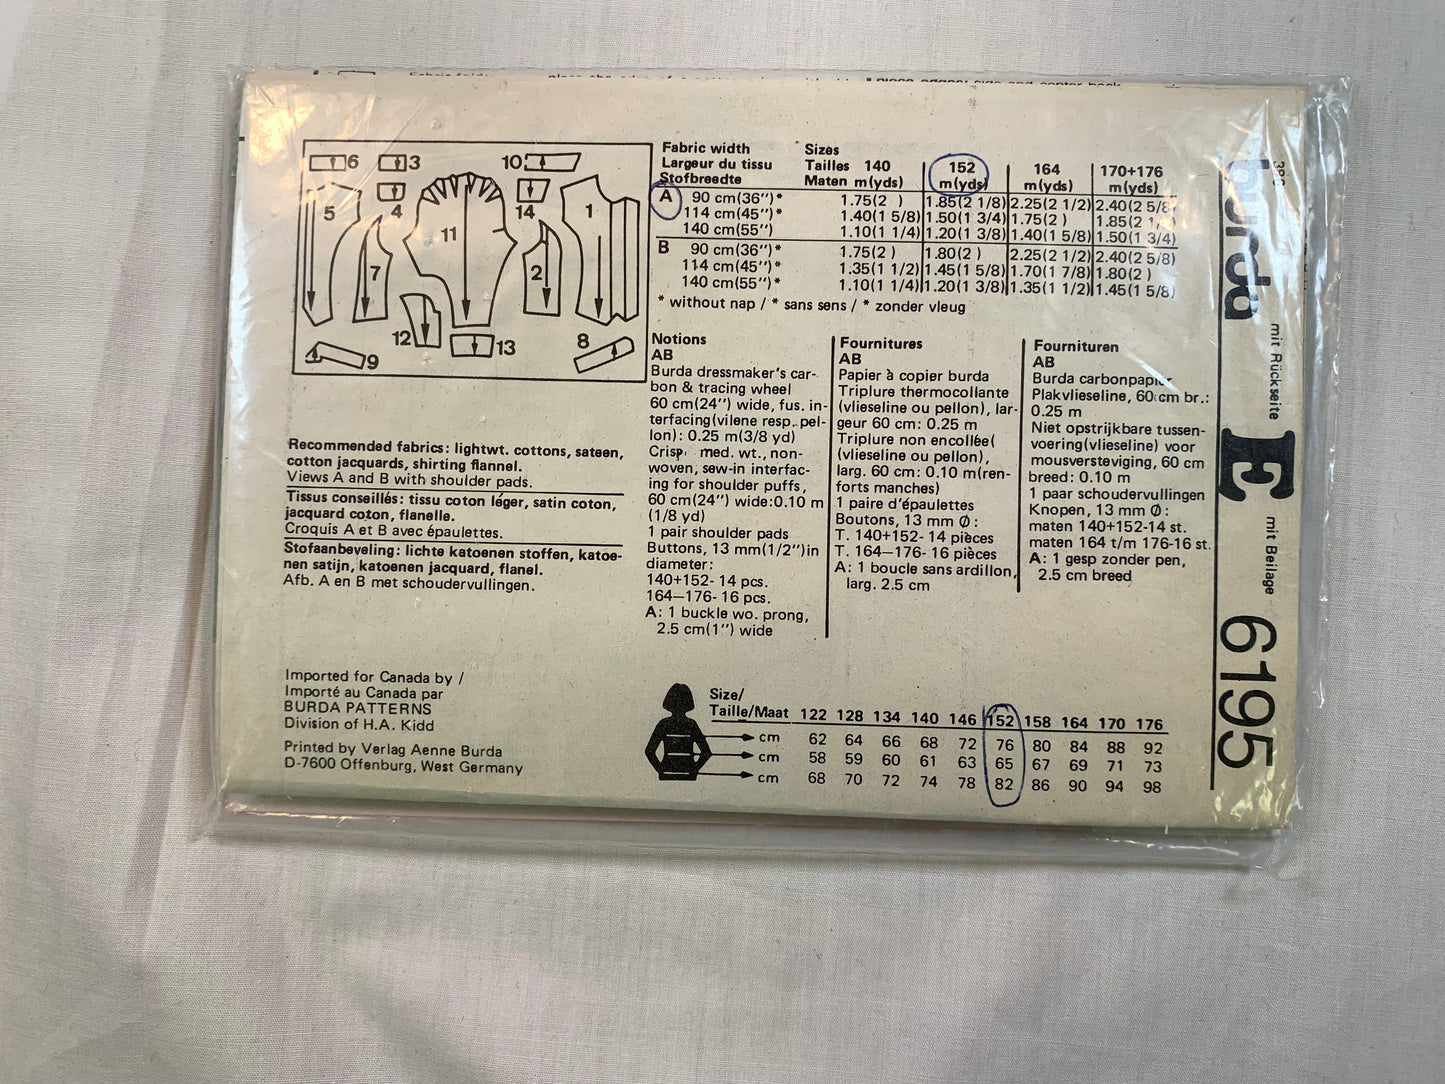 6 3 10
5 4 14 1
11
7 2
12 13 8
9
Fabric width Sizes
Largeur du tissu Tailles 140 152 164 170+176
Stofbreedte Maten m(yds) m(yds) m(yds) m(yds)
A 90 cm(36")* 1.75(2 ) 1.85(2 1/8) 2.25(2 1/2) 2.40(2 5/8)
114 cm(45")* 1.40(1 5/8) 1.50(1 3/4) 1.75(2 ) 1.85(2
140 cm(55") 1.10(1 1/4) 1.20(1 3/8) 1.40(1 5/8) 1.50(1 3/4)
B 90 cm(36")* 1.75(2 ) 1.80(2 ) 2.25(2 1/2) 2.40(2 5/8)
114 cm(45")* 1.35(1 1/2) 1.45(1 5/8) 1.70(1 7/8) 1.80(2 )
140 cm(55")* 1.10(1 1/4) 1.20(1 3/8) 1.35(1 1/2) 1.45(1 5/8)
* without nap / * sans sens / * zonder vleug
Recommended fabrics: lightwt. cottons, sateen,
cotton jacquards, shirting flannel.
Views A and B with shoulder pads.
Tissus conseillés: tissu coton léger, satin coton,
jacquard coton, flanelle.
Croquis A et B avec épaulettes.
Stofaanbeveling: lichte katoenen stoffen, katoe-
nen satijn, katoenen jacquard, flanel.
Afb. A en B met schoudervullingen.
Notions
AB
Burda dressmaker's car-
bon & tracing wheel
60 cm(24") wide, fus. in-
terfacing(vilene resp. pel-
lon): 0.25 m(3/8 yd)
Crisp med. wt., non-
woven, sew-in interfac-
ing for shoulder puffs,
60 cm(24") wide:0.10 m
(1/8 yd)
1 pair shoulder pads
Buttons, 13 mm(1/2")in
diameter:
140+152- 14 pcs.
164—176- 16 pcs.
A: 1 buckle wo. prong,
2.5 cm(1") wide
Fournitures
AB
Papier à copier burda
Triplure thermocollante
(vlieseline ou pellon), lar-
geur 60 cm: 0.25 m
Triplure non encollée(
(vlieseline ou pellon),
larg. 60 cm: 0.10 m(ren-
forts manches)
1 paire d'épaulettes
Boutons, 13 mm Ø:
T. 140+152- 14 pièces
T. 164—176- 16 pièces
A: 1 boucle sans ardillon,
larg. 2.5 cm
Fournituren
AB
Burda carbonpapier
Plakvlieseline, 60 cm br.:
0.25 m
Niet opstrijkbare tussen-
voering(vlieseline) voor
mousversteviging, 60 cm
breed: 0.10 m
1 paar schoudervullingen
Knopen, 13 mm Ø:
maten 140+152-14 st.
maten 164 t/m 176-16 st.
A: 1 gesp zonder pen,
2.5 cm breed
Imported for Canada by /
Importé au Canada par
BURDA PATTERNS
Division of H.A. Kidd
Printed by Verlag Aenne Burda
D-7600 Offenburg, West Germany
Size/
Taille/Maat 122 128 134 140 146 152 158 164 170 176
cm 62 64 66 68 72 76 80 84 88 92
cm 58 59 60 61 63 65 67 69 71 73
cm 68 70 72 74 78 82 86 90 94 98
burda E 6195
mit Rückseite
mit Beilage